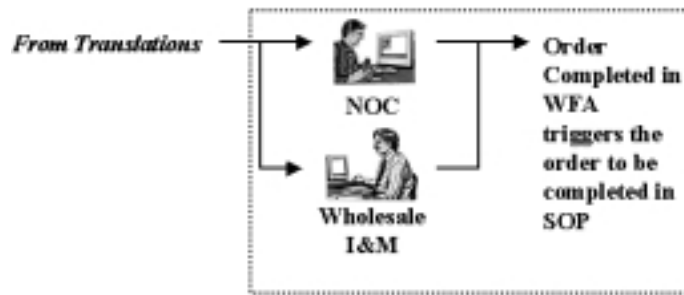 From Translations
NOC
Wholesale
I&M
Order
Completed in
WFA
triggers the
order to be
completed in
SOP